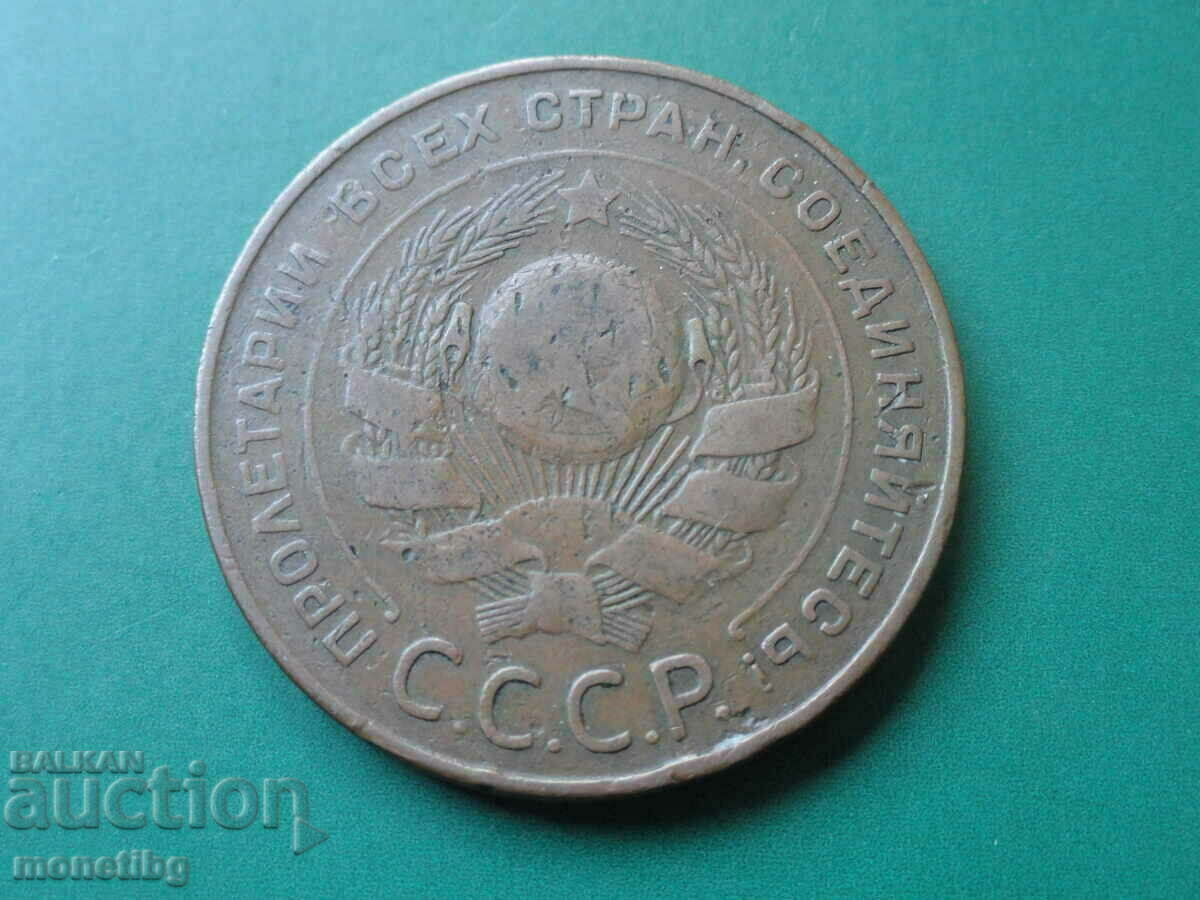 ПРОЛЕТАРИИ ВСЕХ СТРАН, СОЕДИНЯЙТЕСЬ!
С.С.С.Р.
BALKAN
auction
monetibg